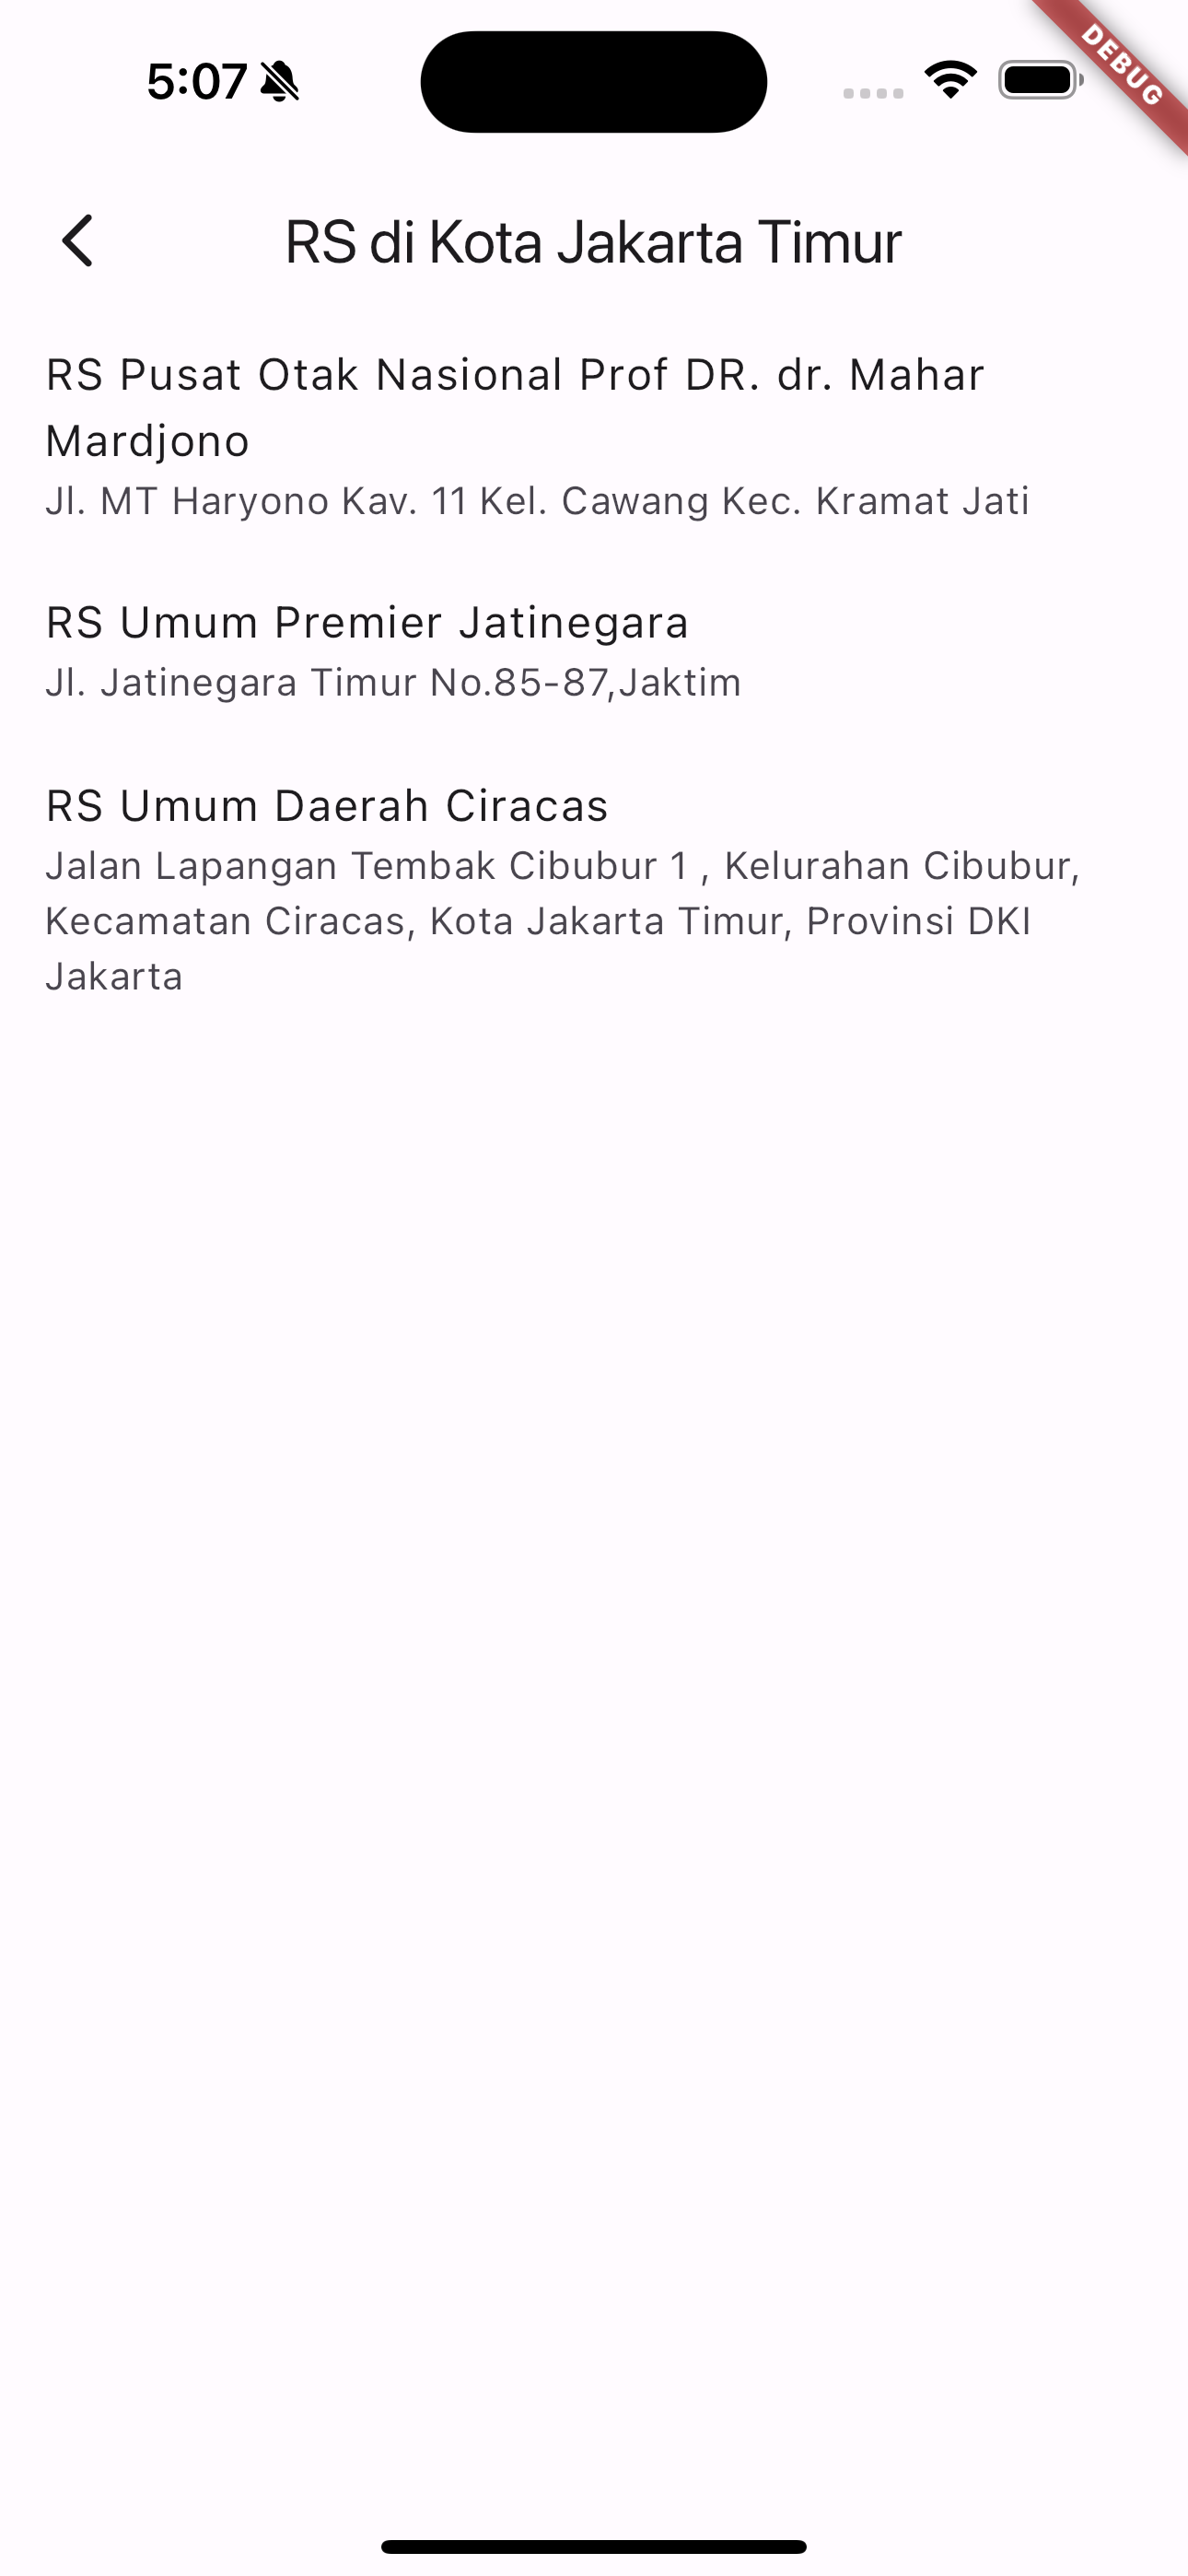 5:07
DEBUG
RS di Kota Jakarta Timur
RS Pusat Otak Nasional Prof DR. dr. Mahar
Mardjono
Jl. MT Haryono Kav. 11 Kel. Cawang Kec. Kramat Jati
RS Umum Premier Jatinegara
Jl. Jatinegara Timur No.85-87,Jaktim
RS Umum Daerah Ciracas
Jalan Lapangan Tembak Cibubur 1 , Kelurahan Cibubur,
Kecamatan Ciracas, Kota Jakarta Timur, Provinsi DKI
Jakarta